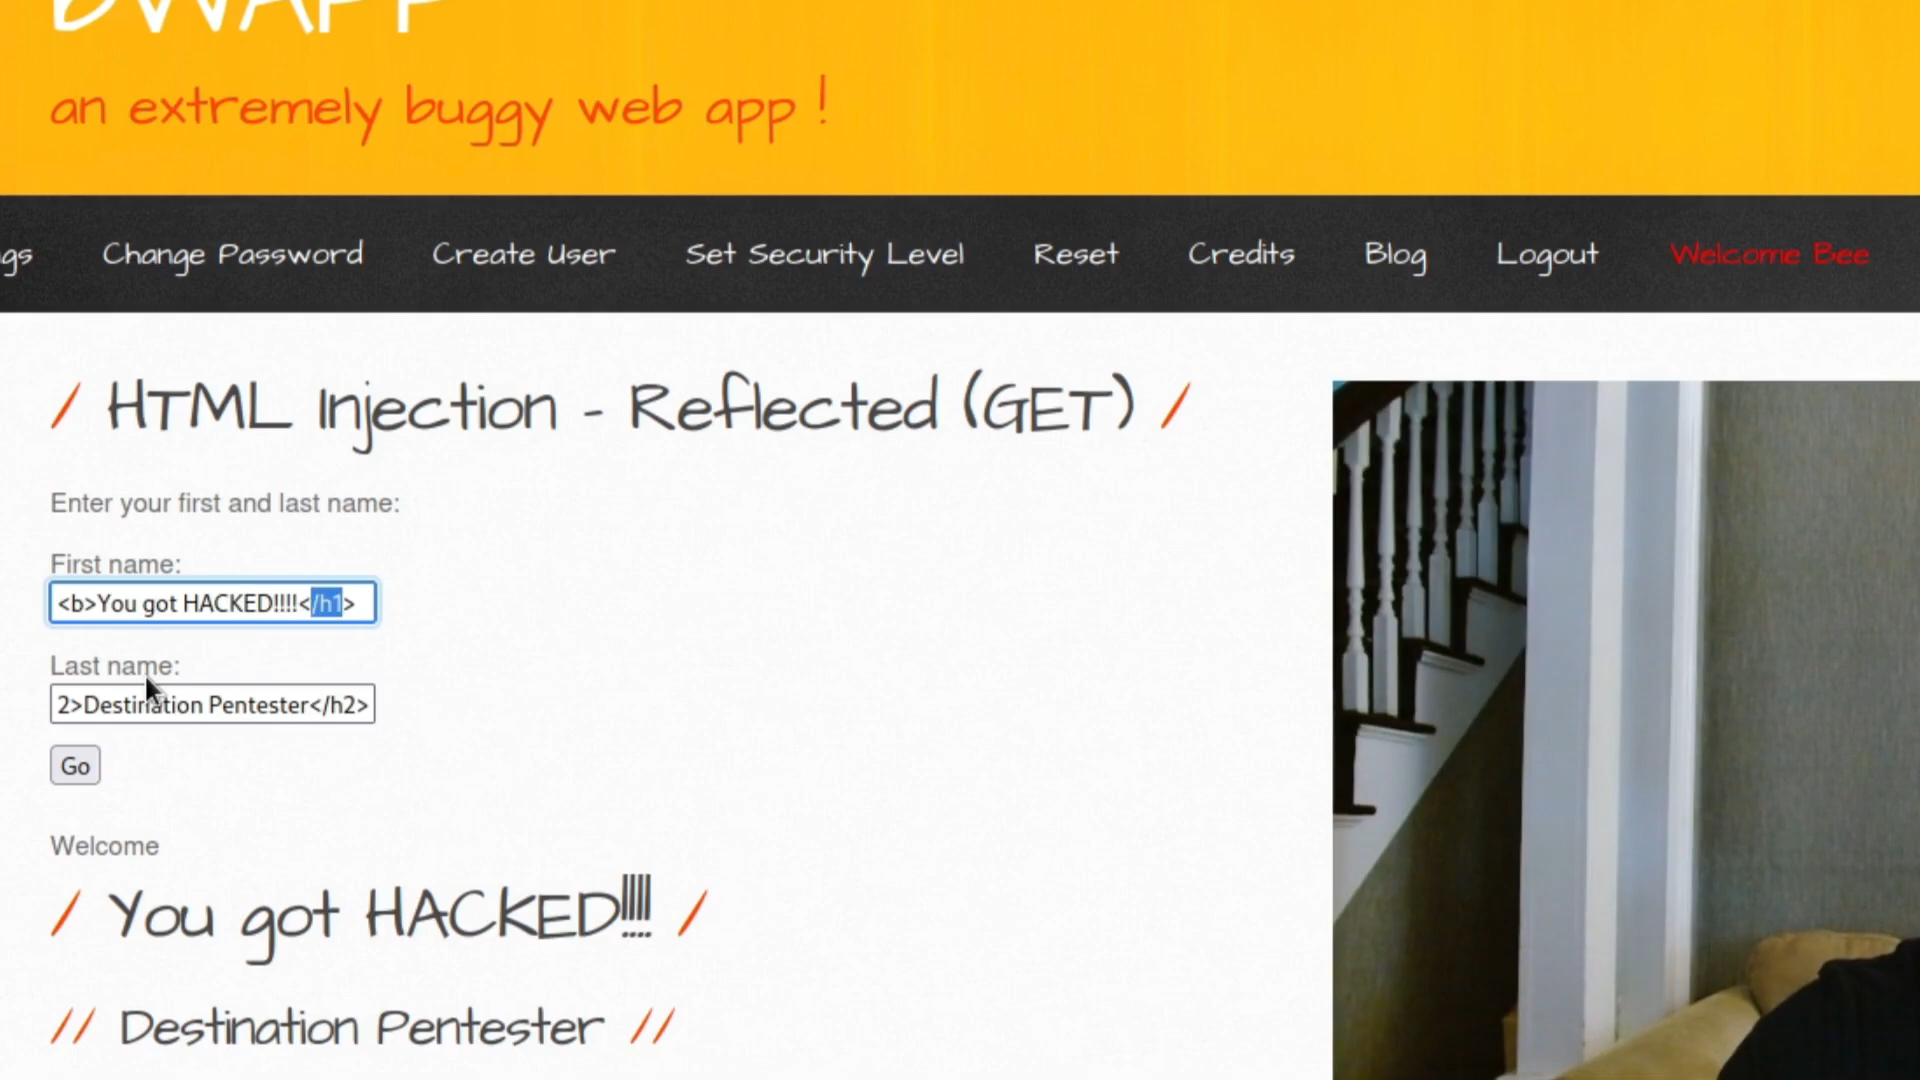 bWAPP
an extremely buggy web app !
gs Change Password Create User Set Security Level Reset Credits Blog Logout Welcome Bee
/ HTML Injection - Reflected (GET) /
Enter your first and last name:
First name:
<b>You got HACKED!!!!</h1>
Last name:
2>Destination Pentester</h2>
Go
Welcome
/ You got HACKED!!!! /
// Destination Pentester //